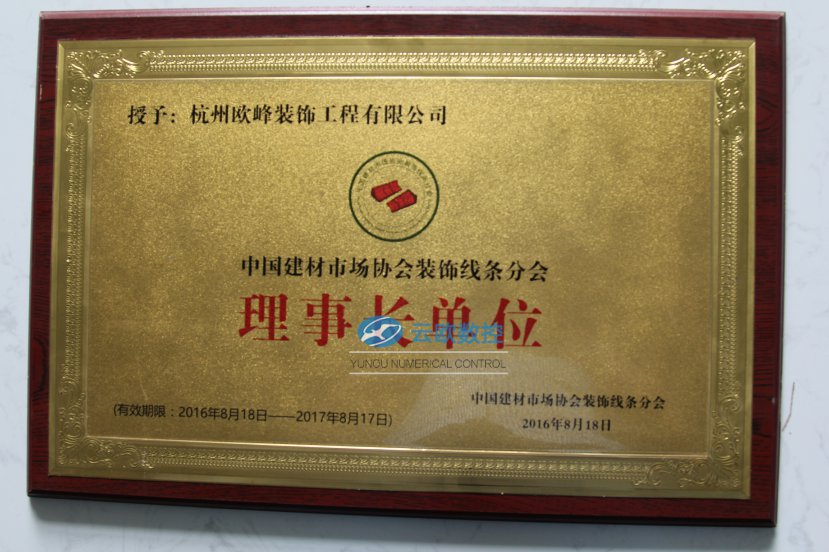 授予：杭州欧峰装饰工程有限公司
中国建材市场协会装饰线条分会
理事长单位
云欧数控
YUNOU NUMERICAL CONTROL
中国建材市场协会装饰线条分会
(有效期限：2016年8月18日——2017年8月17日)
2016年8月18日